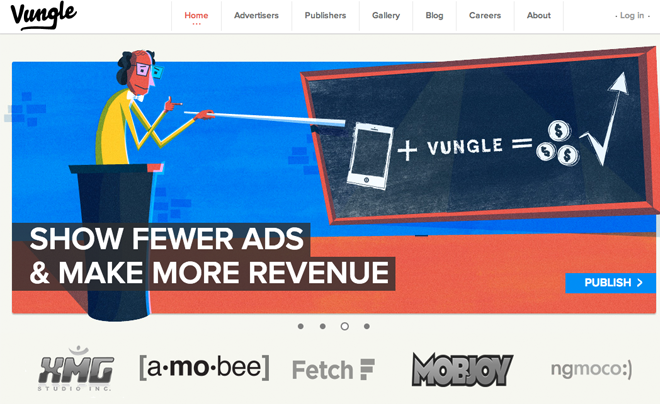 Vungle
Home Advertisers Publishers Gallery Blog Careers About - Log in -
+ VUNGLE = $ $ $
SHOW FEWER ADS
& MAKE MORE REVENUE
PUBLISH >
XMG [a•mo•bee] Fetch MOBJOY ngmoco:)
STUDIO INC.